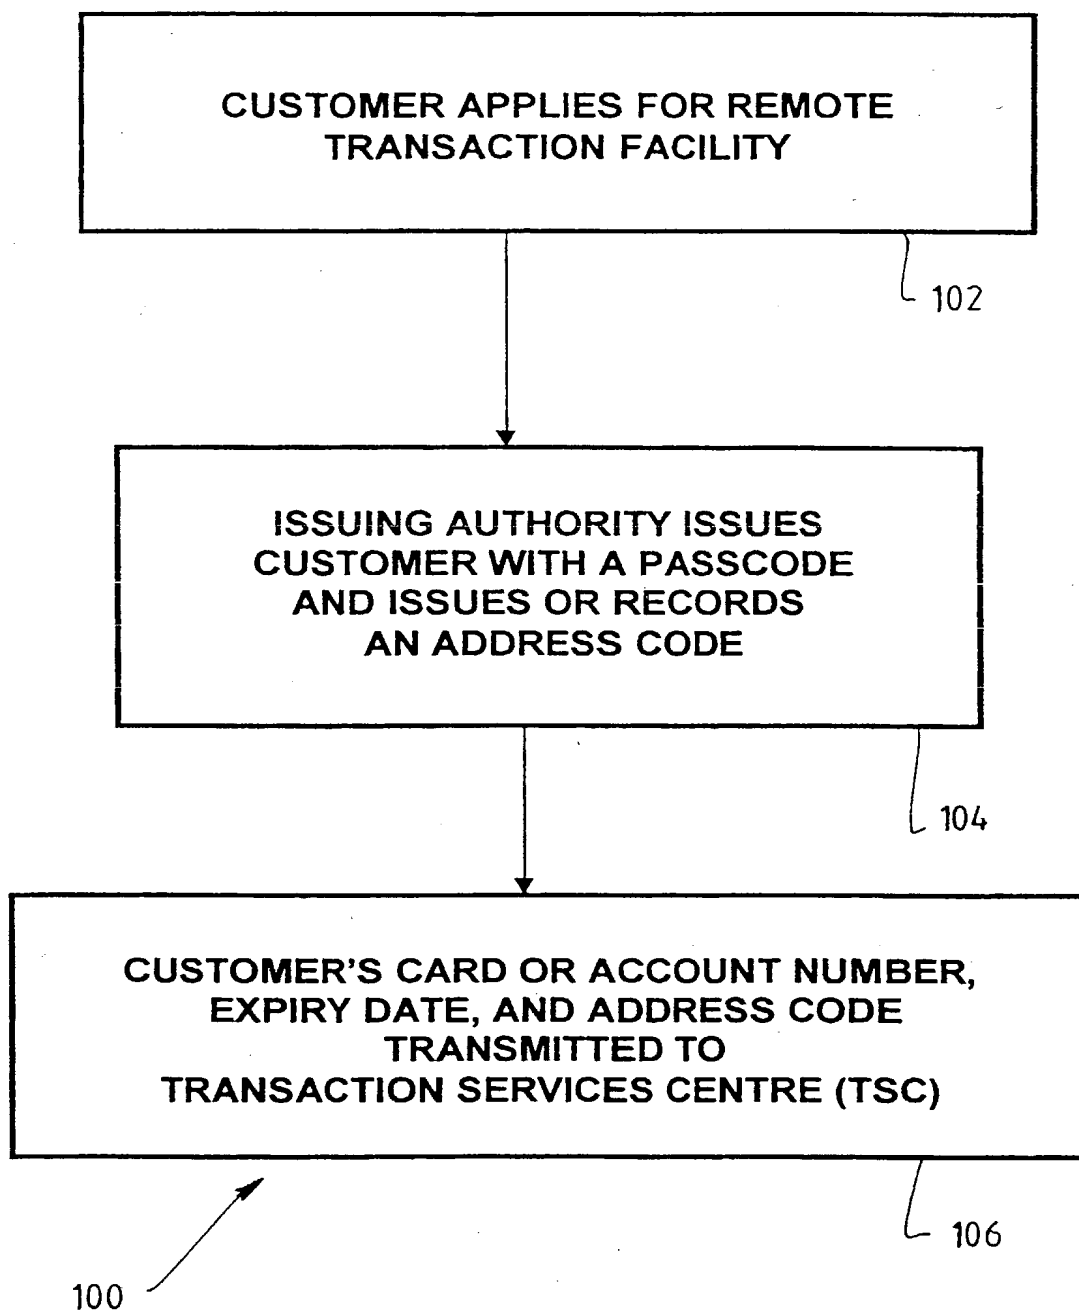 CUSTOMER APPLIES FOR REMOTE
TRANSACTION FACILITY
102
ISSUING AUTHORITY ISSUES
CUSTOMER WITH A PASSCODE
AND ISSUES OR RECORDS
AN ADDRESS CODE
104
CUSTOMER'S CARD OR ACCOUNT NUMBER,
EXPIRY DATE, AND ADDRESS CODE
TRANSMITTED TO
TRANSACTION SERVICES CENTRE (TSC)
106
100